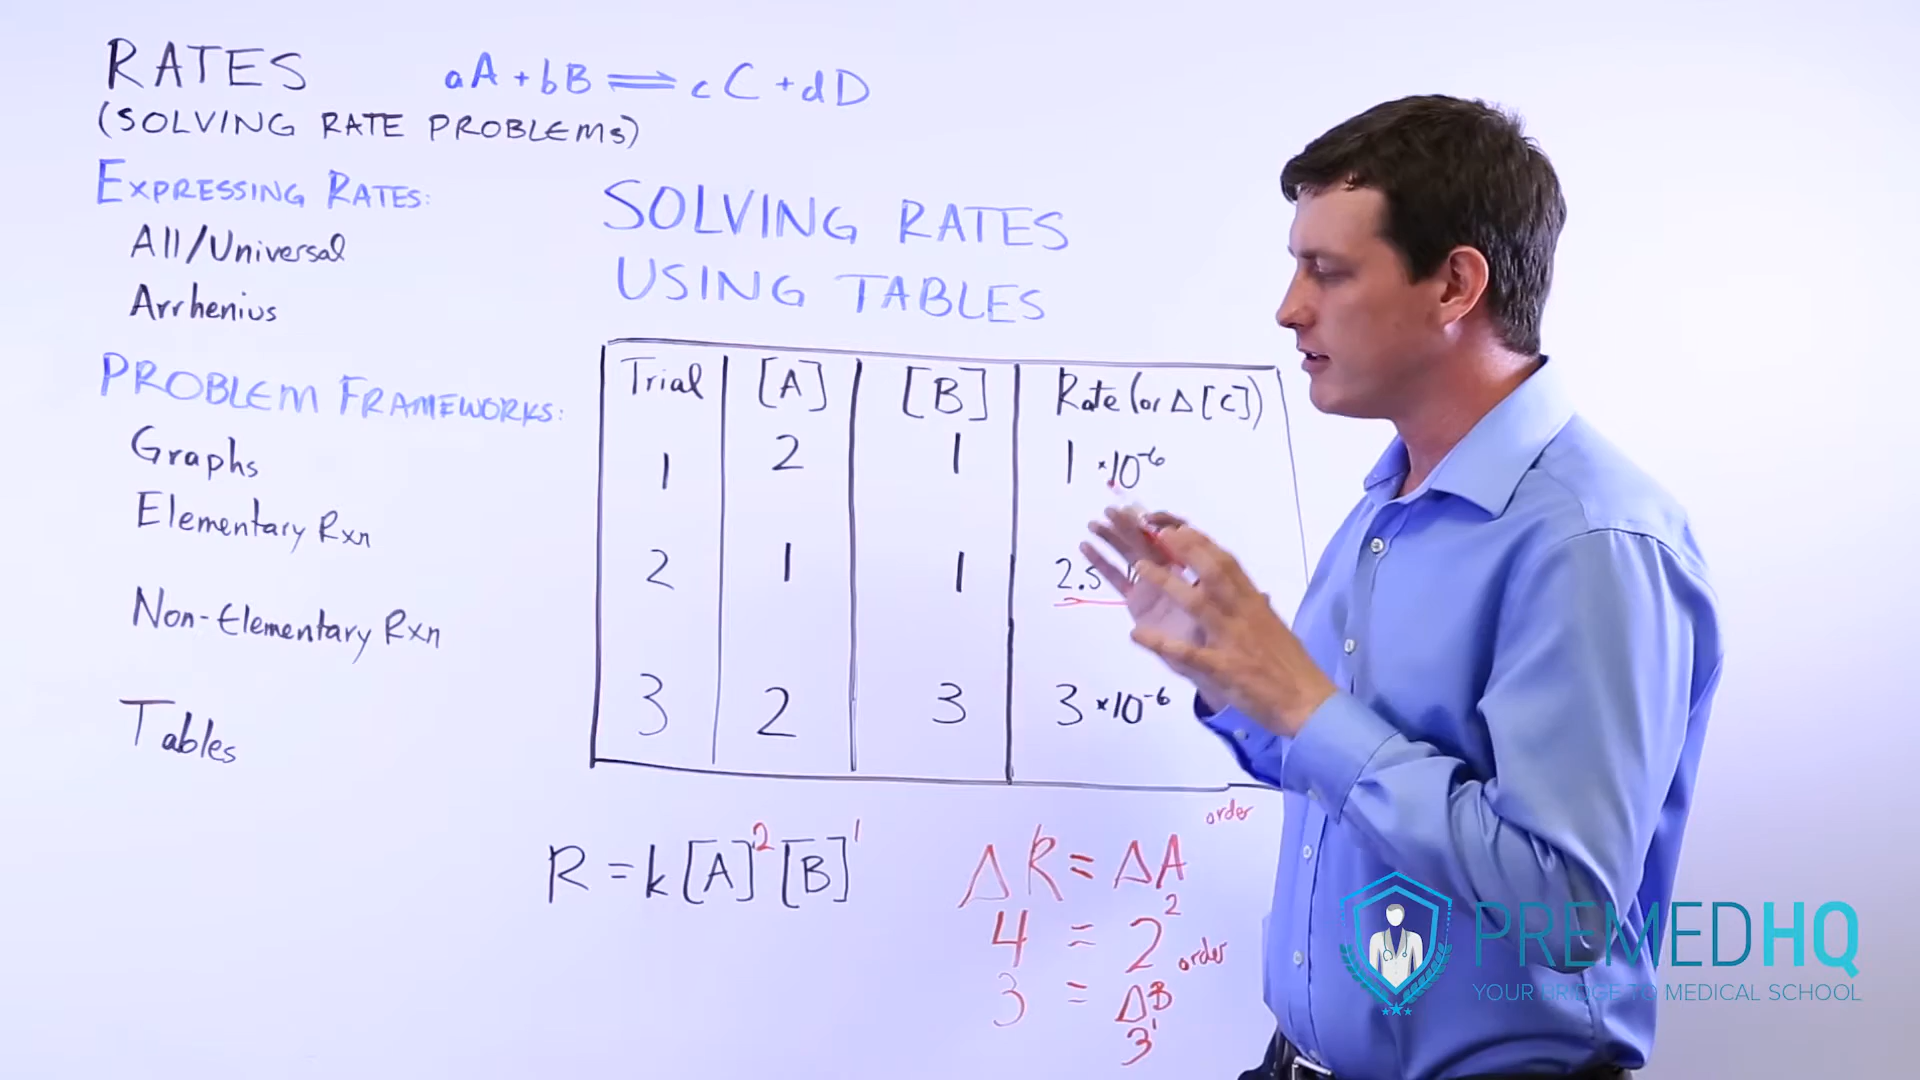 RATES
aA + bB ⇌ cC + dD
(SOLVING RATE PROBLEMS)
EXPRESSING RATES:
All/Universal
Arrhenius
PROBLEM FRAMEWORKS:
Graphs
Elementary Rxn
Non-Elementary Rxn
Tables
SOLVING RATES
USING TABLES
Trial [A] [B] Rate (or Δ[C])
1 2 1 1 × 10⁻⁶
2 1 1 2.5
3 2 3 3 × 10⁻⁶
R = k[A]²[B]¹
ΔR = ΔA order
4 = 2²
3 = ΔB order
3¹
PREMEDHQ
YOUR BRIDGE TO MEDICAL SCHOOL